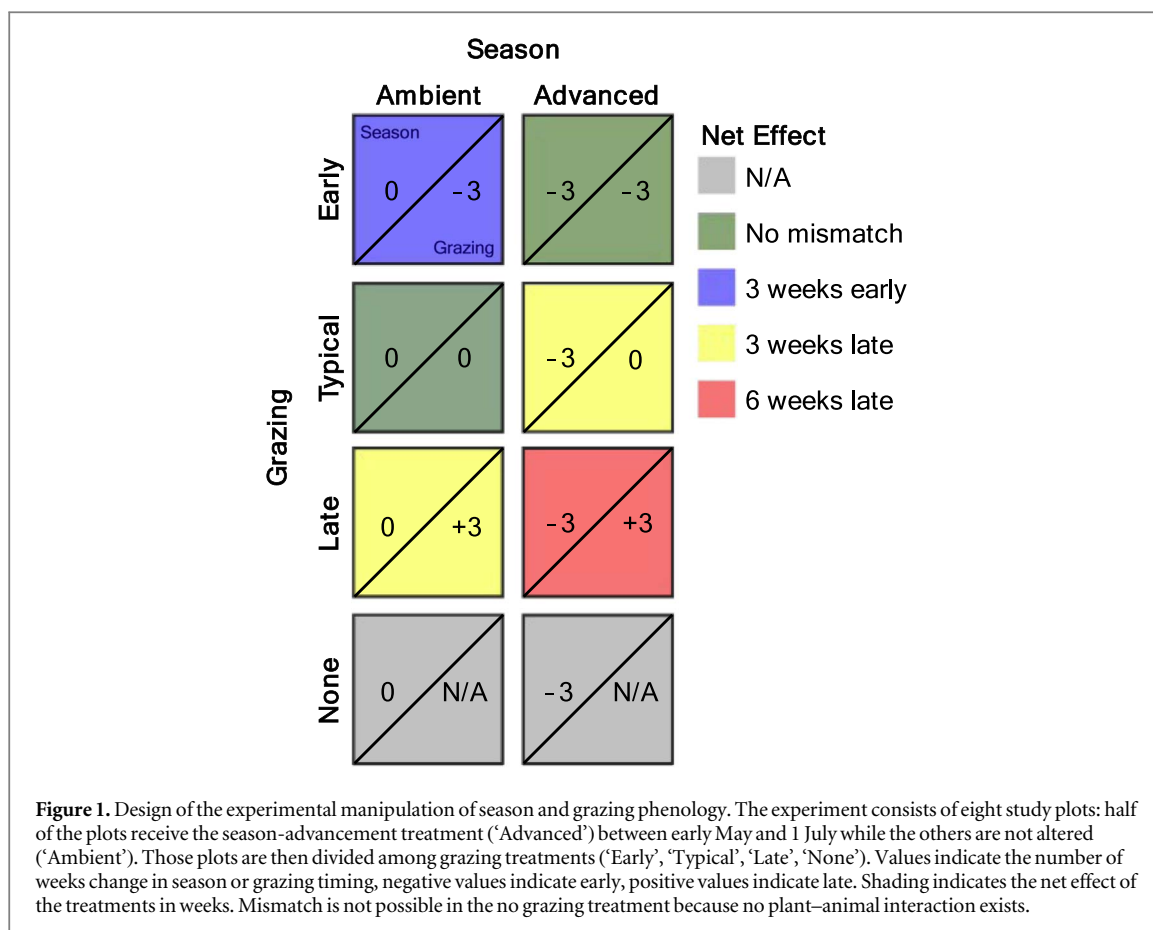 Season
Ambient Advanced
Net Effect
N/A
No mismatch
3 weeks early
3 weeks late
6 weeks late
Grazing
Early
Season
0 -3
Grazing
-3 -3
Typical
0 0
-3 0
Late
0 +3
-3 +3
None
0 N/A
-3 N/A
Figure 1. Design of the experimental manipulation of season and grazing phenology. The experiment consists of eight study plots: half
of the plots receive the season-advancement treatment (‘Advanced’) between early May and 1 July while the others are not altered
(‘Ambient’). Those plots are then divided among grazing treatments (‘Early’, ‘Typical’, ‘Late’, ‘None’). Values indicate the number of
weeks change in season or grazing timing, negative values indicate early, positive values indicate late. Shading indicates the net effect of
the treatments in weeks. Mismatch is not possible in the no grazing treatment because no plant–animal interaction exists.